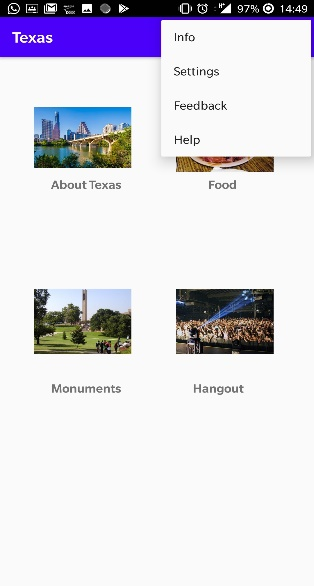 97% 14:49
Texas
Info
Settings
Feedback
Help
About Texas
Food
Monuments
Hangout